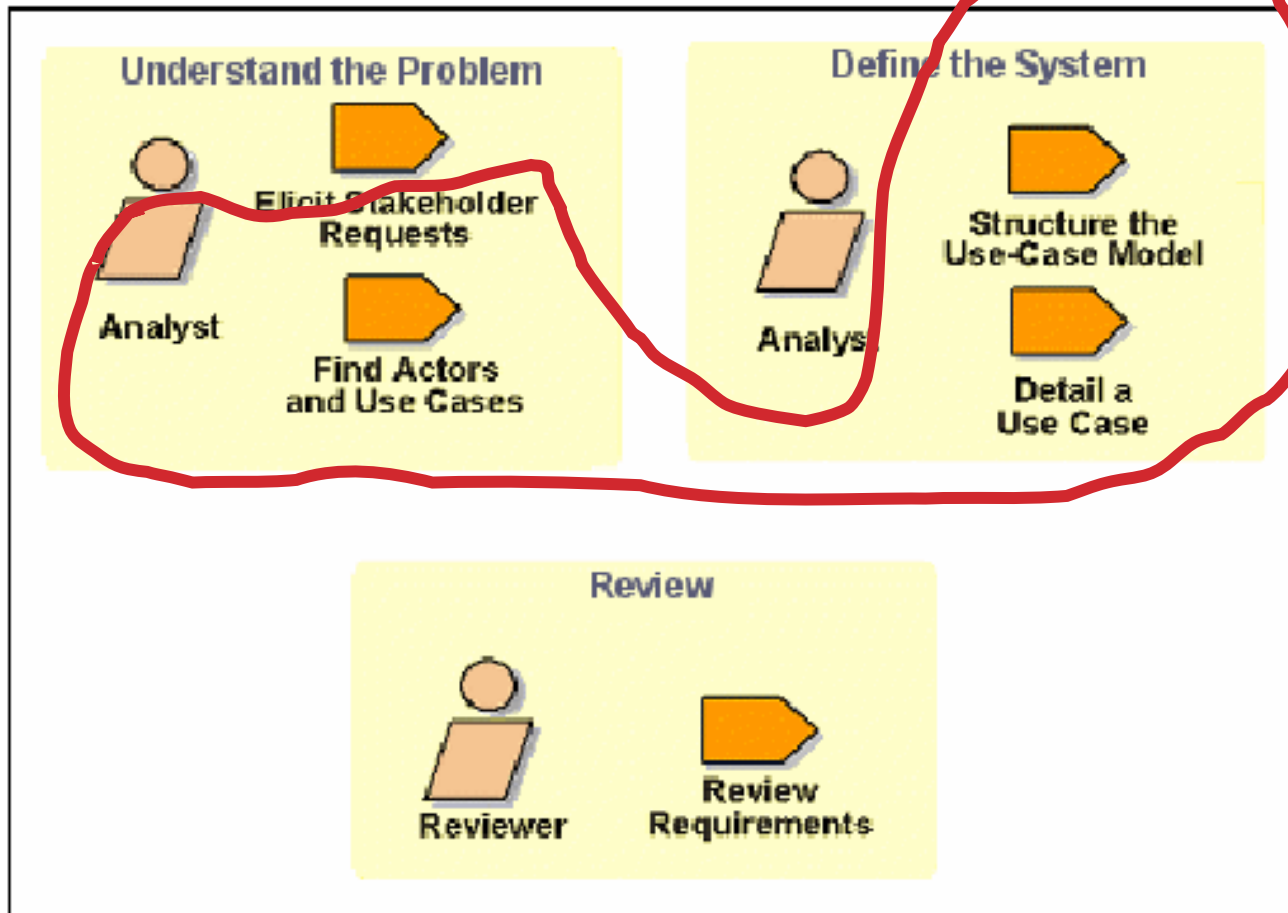 Understand the Problem
Elicit Stakeholder
Requests
Analyst
Find Actors
and Use Cases
Define the System
Structure the
Use-Case Model
Analyst
Detail a
Use Case
Review
Reviewer
Review
Requirements